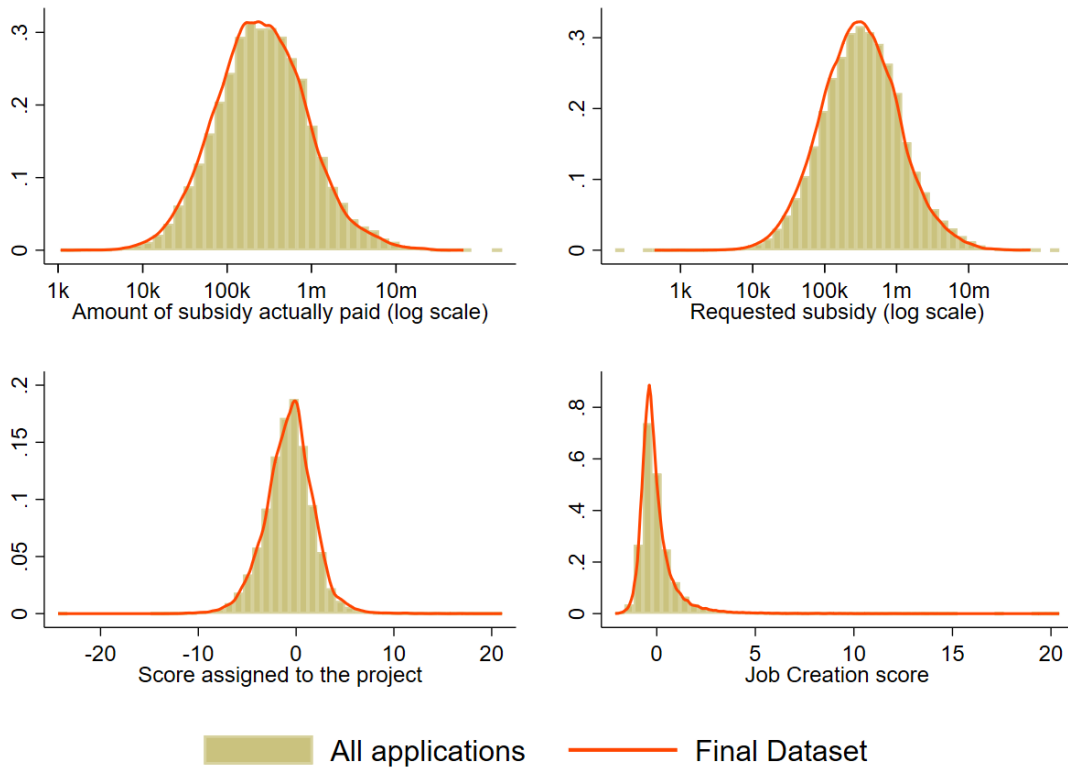 .3
.2
.1
0
1k 10k 100k 1m 10m
Amount of subsidy actually paid (log scale)
.3
.2
.1
0
1k 10k 100k 1m 10m
Requested subsidy (log scale)
.2
.15
.1
.05
0
-20 -10 0 10 20
Score assigned to the project
.8
.6
.4
.2
0
0 5 10 15 20
Job Creation score
All applications Final Dataset